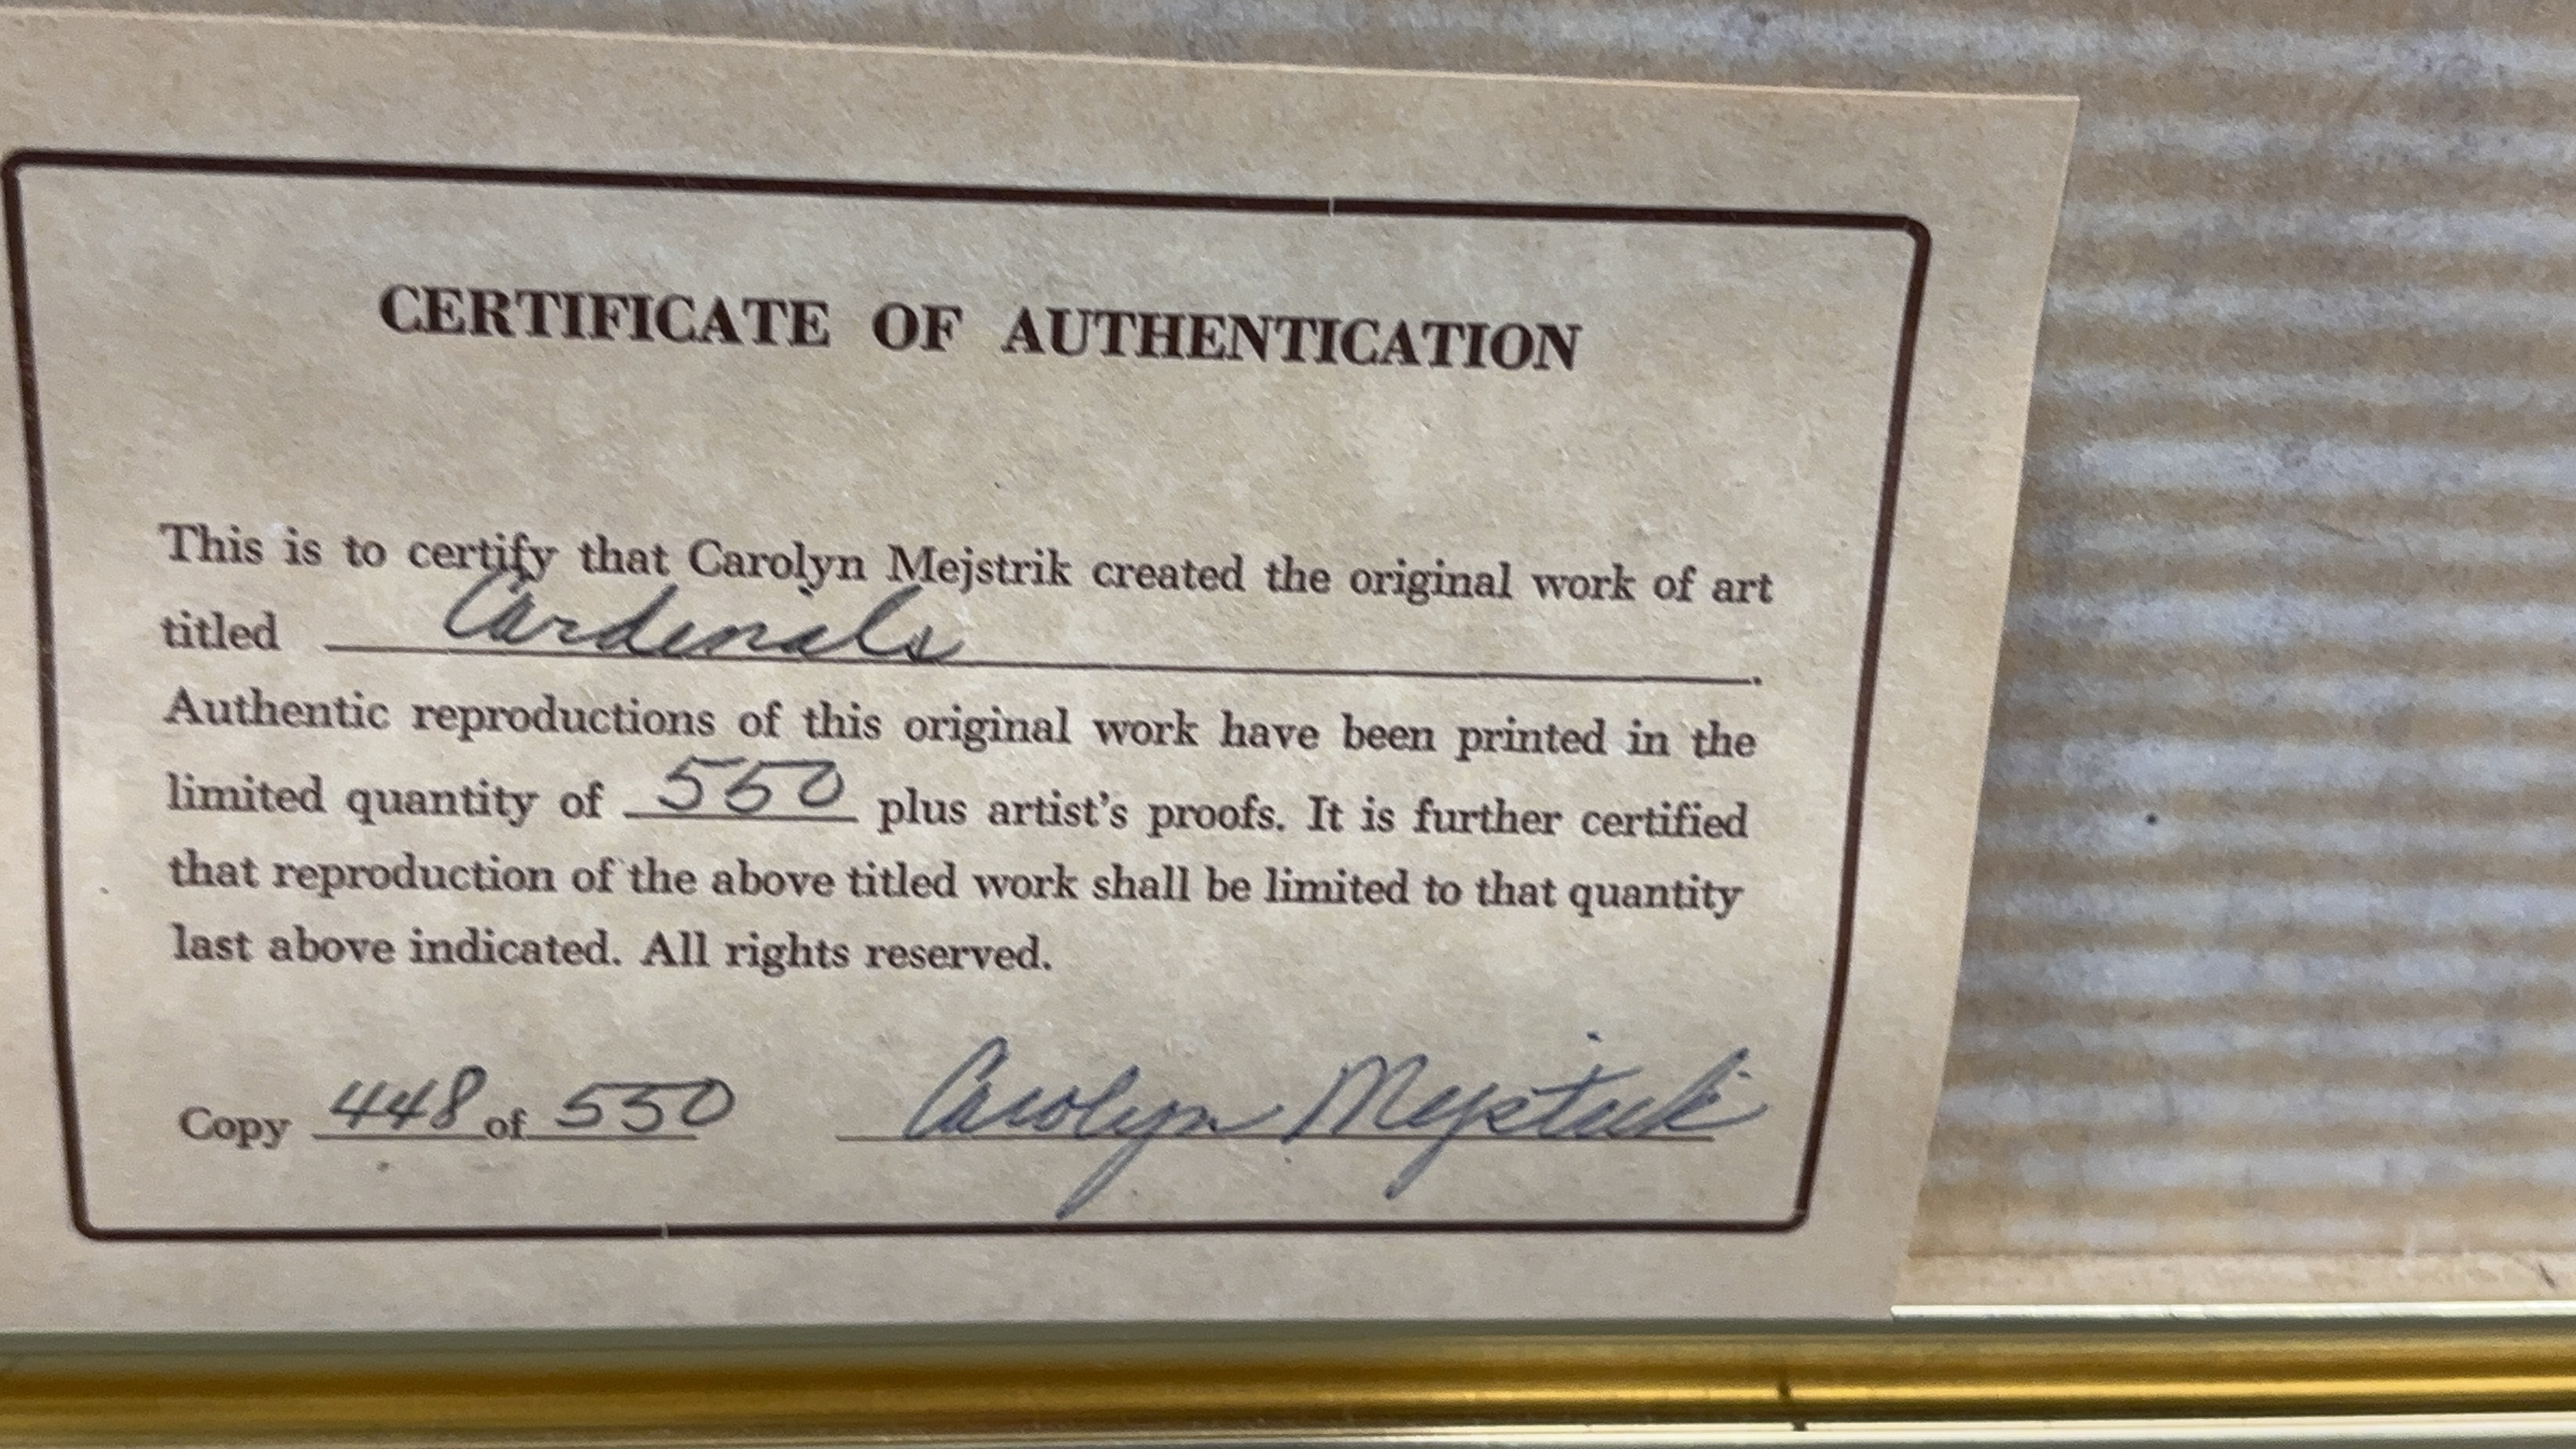 CERTIFICATE OF AUTHENTICATION
This is to certify that Carolyn Mejstrik created the original work of art
titled Cardinals.
Authentic reproductions of this original work have been printed in the
limited quantity of 550 plus artist's proofs. It is further certified
that reproduction of the above titled work shall be limited to that quantity
last above indicated. All rights reserved.
Copy 448 of 550 Carolyn Mejstrik